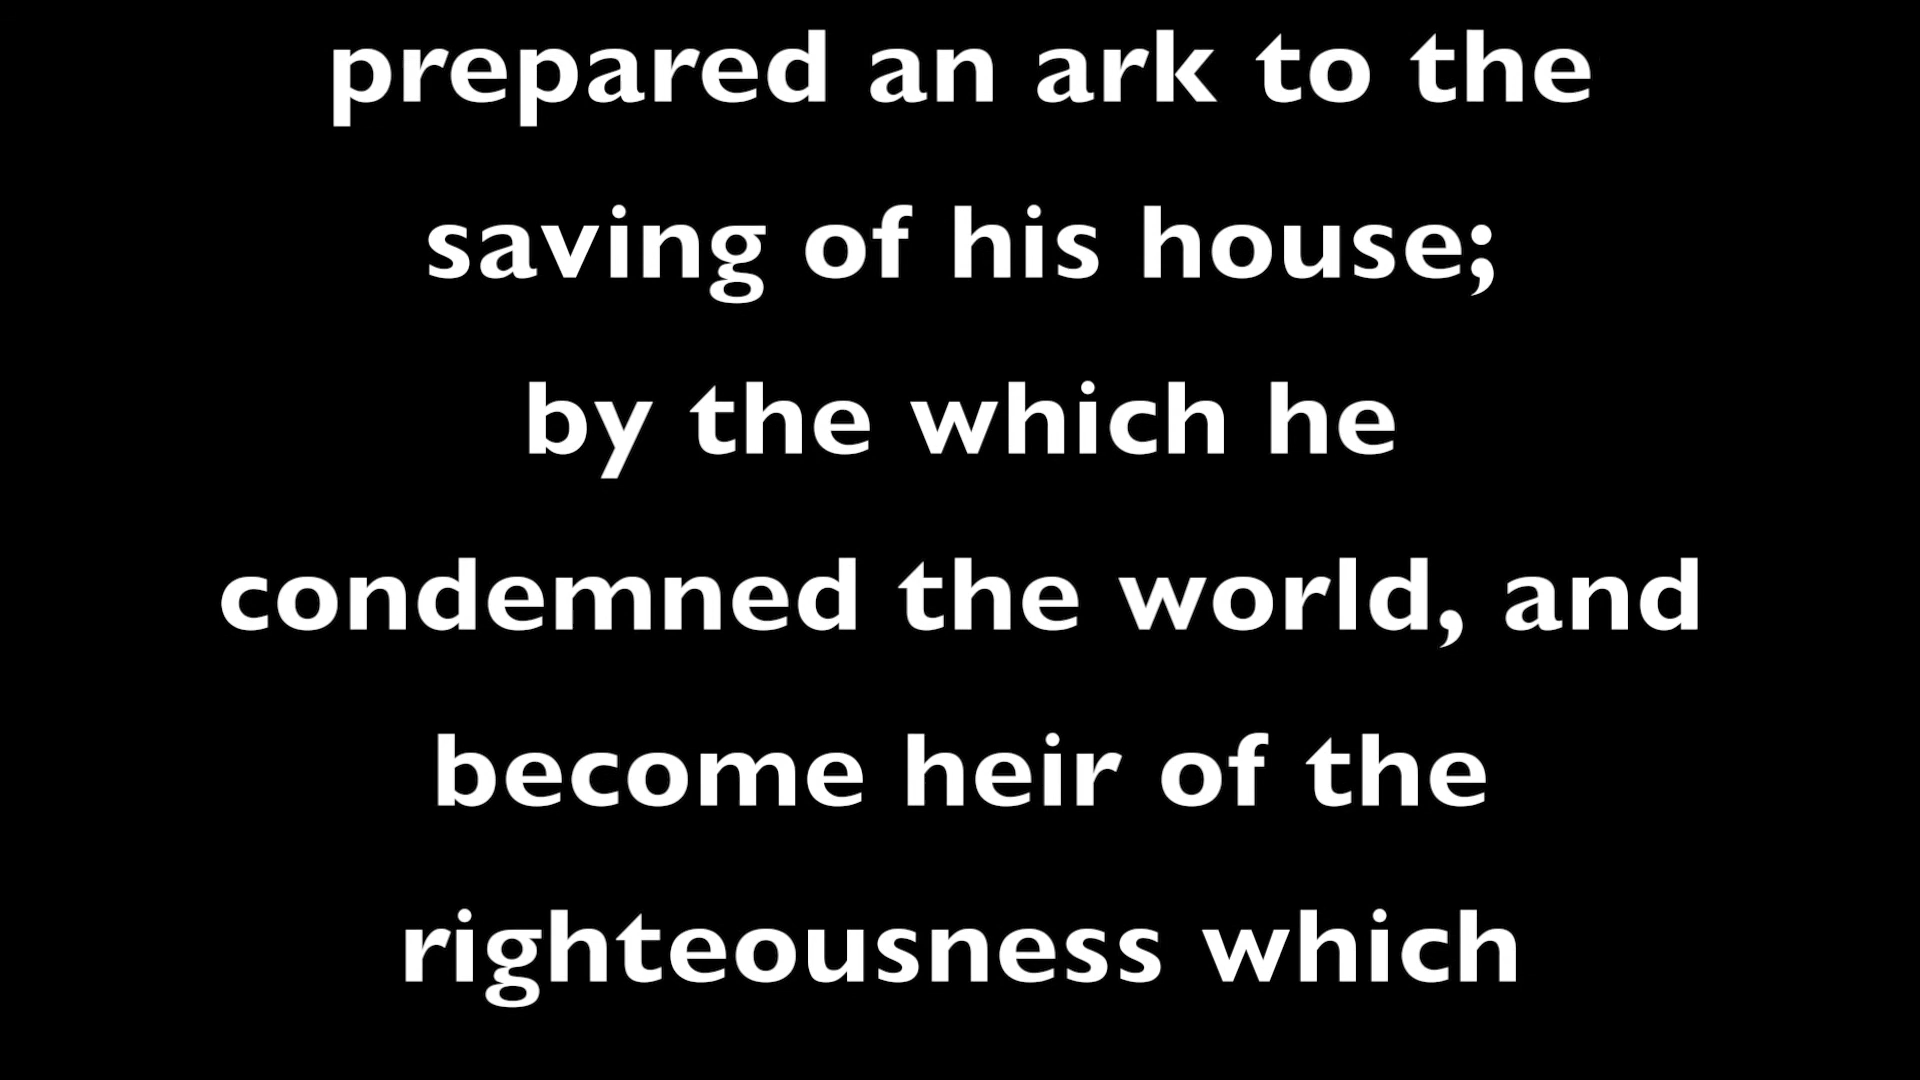 prepared an ark to the
saving of his house;
by the which he
condemned the world, and
become heir of the
righteousness which